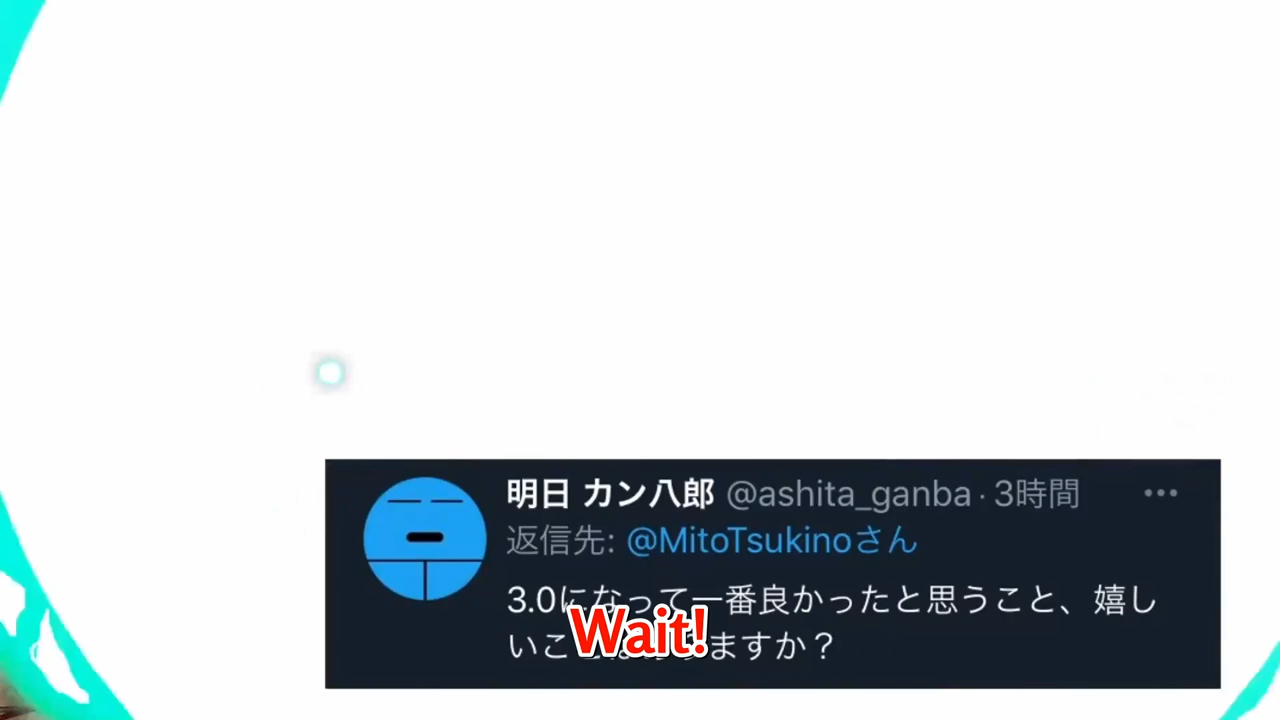 明日 カン八郎 @ashita_ganba · 3時間
返信先: @MitoTsukinoさん
3.0になって一番良かったと思うこと、嬉し
いこ ますか？
Wait!